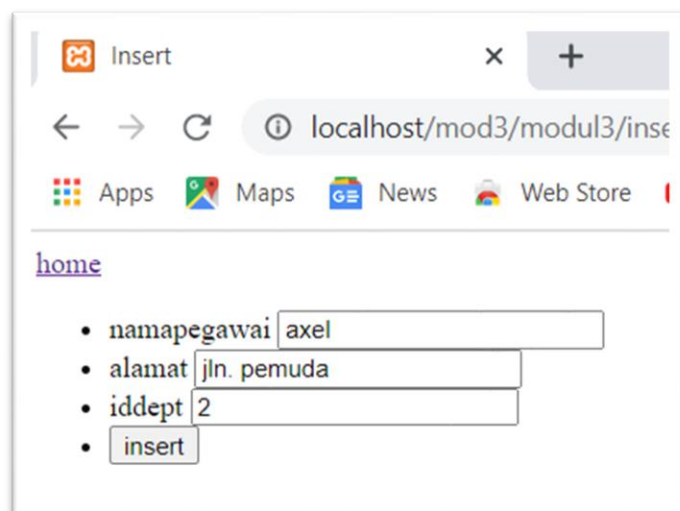 Insert
localhost/mod3/modul3/inse
Apps Maps News Web Store
home
namapegawai axel
alamat jln. pemuda
iddept 2
insert